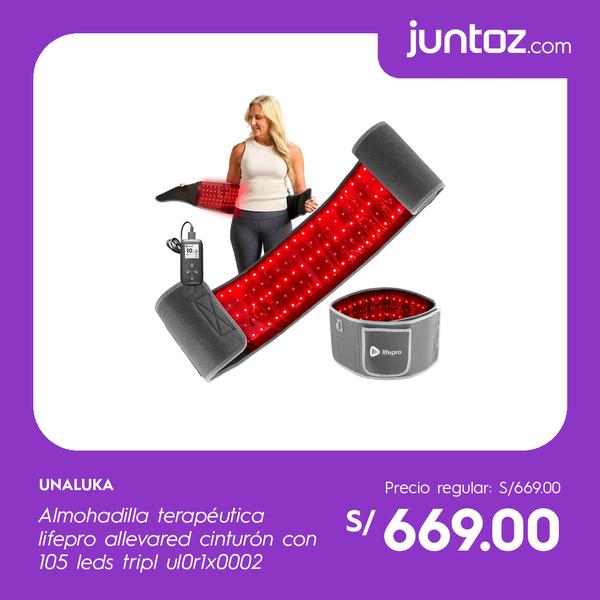 juntoz.com
10
lifepro
UNALUKA
Almohadilla terapéutica
lifepro allevared cinturón con
105 leds tripl ul0r1x0002
Precio regular: S/669.00
S/ 669.00